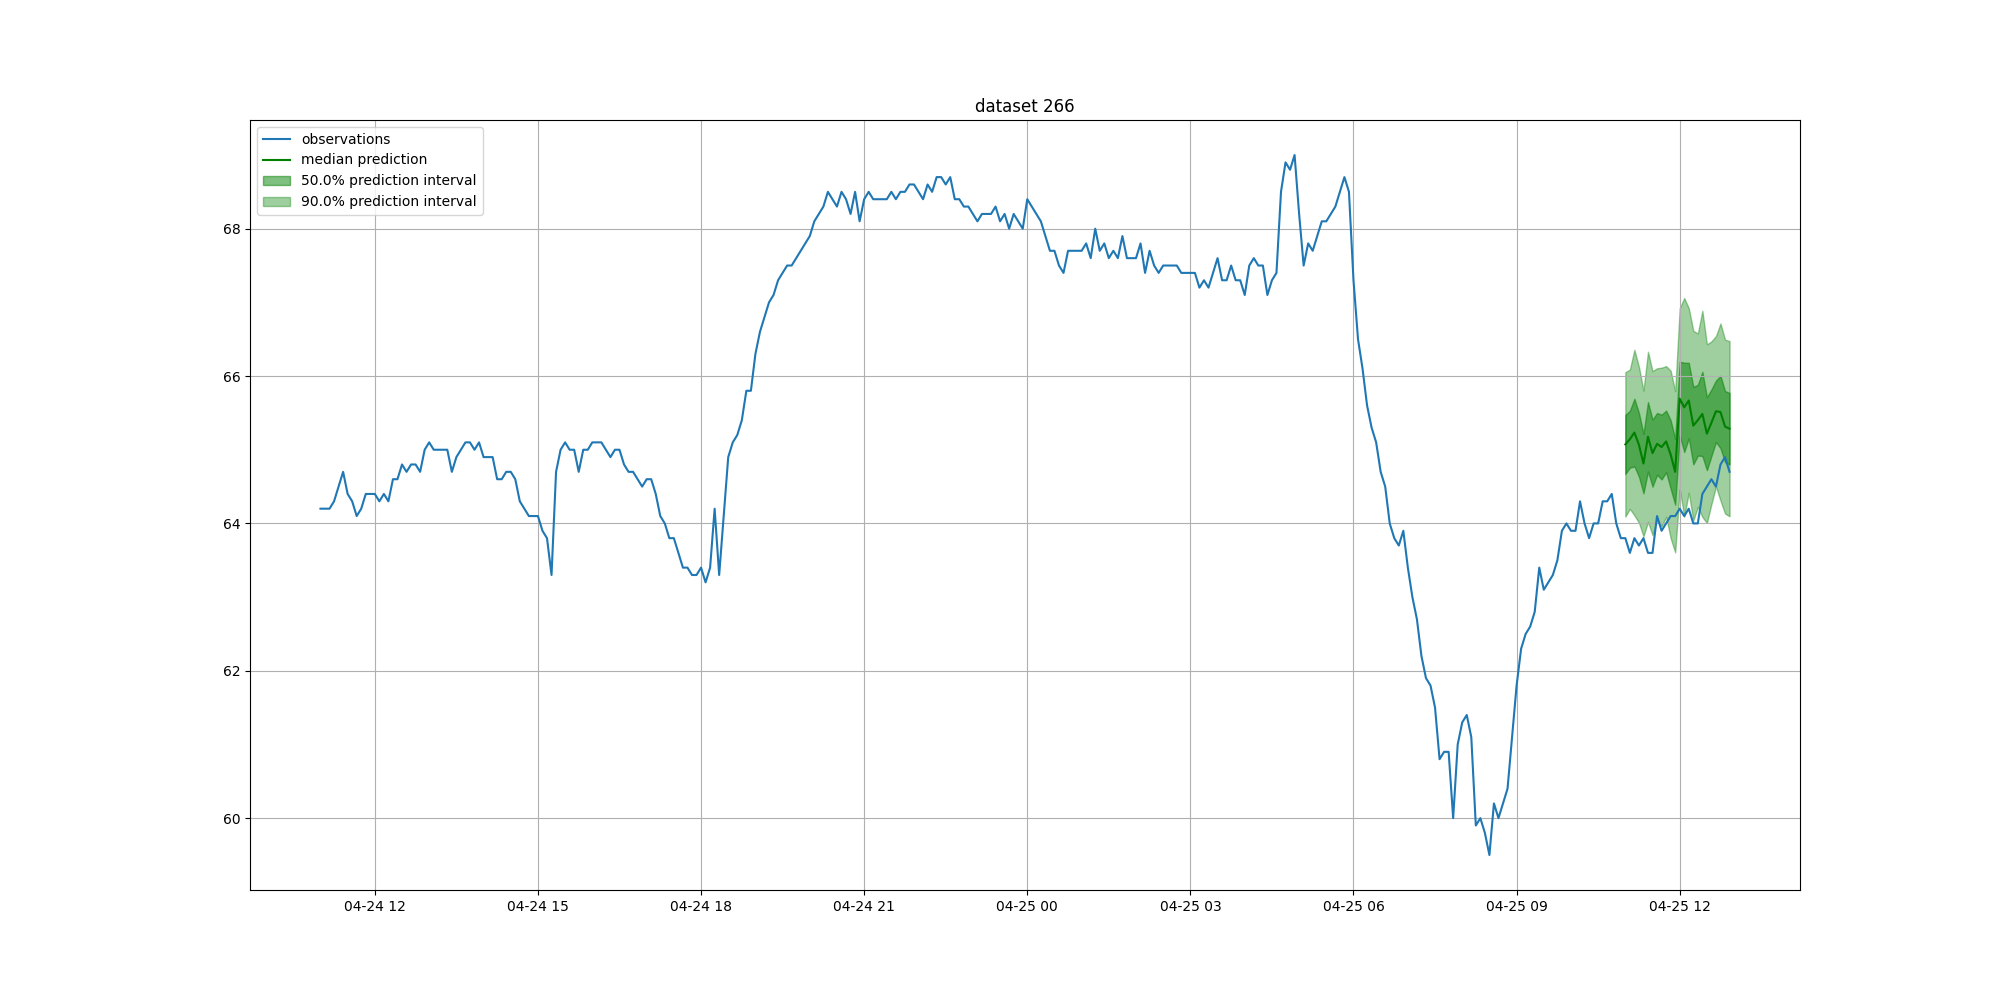 dataset 266
observations
median prediction
50.0% prediction interval
90.0% prediction interval
68
66
64
62
60
04-24 12
04-24 15
04-24 18
04-24 21
04-25 00
04-25 03
04-25 06
04-25 09
04-25 12